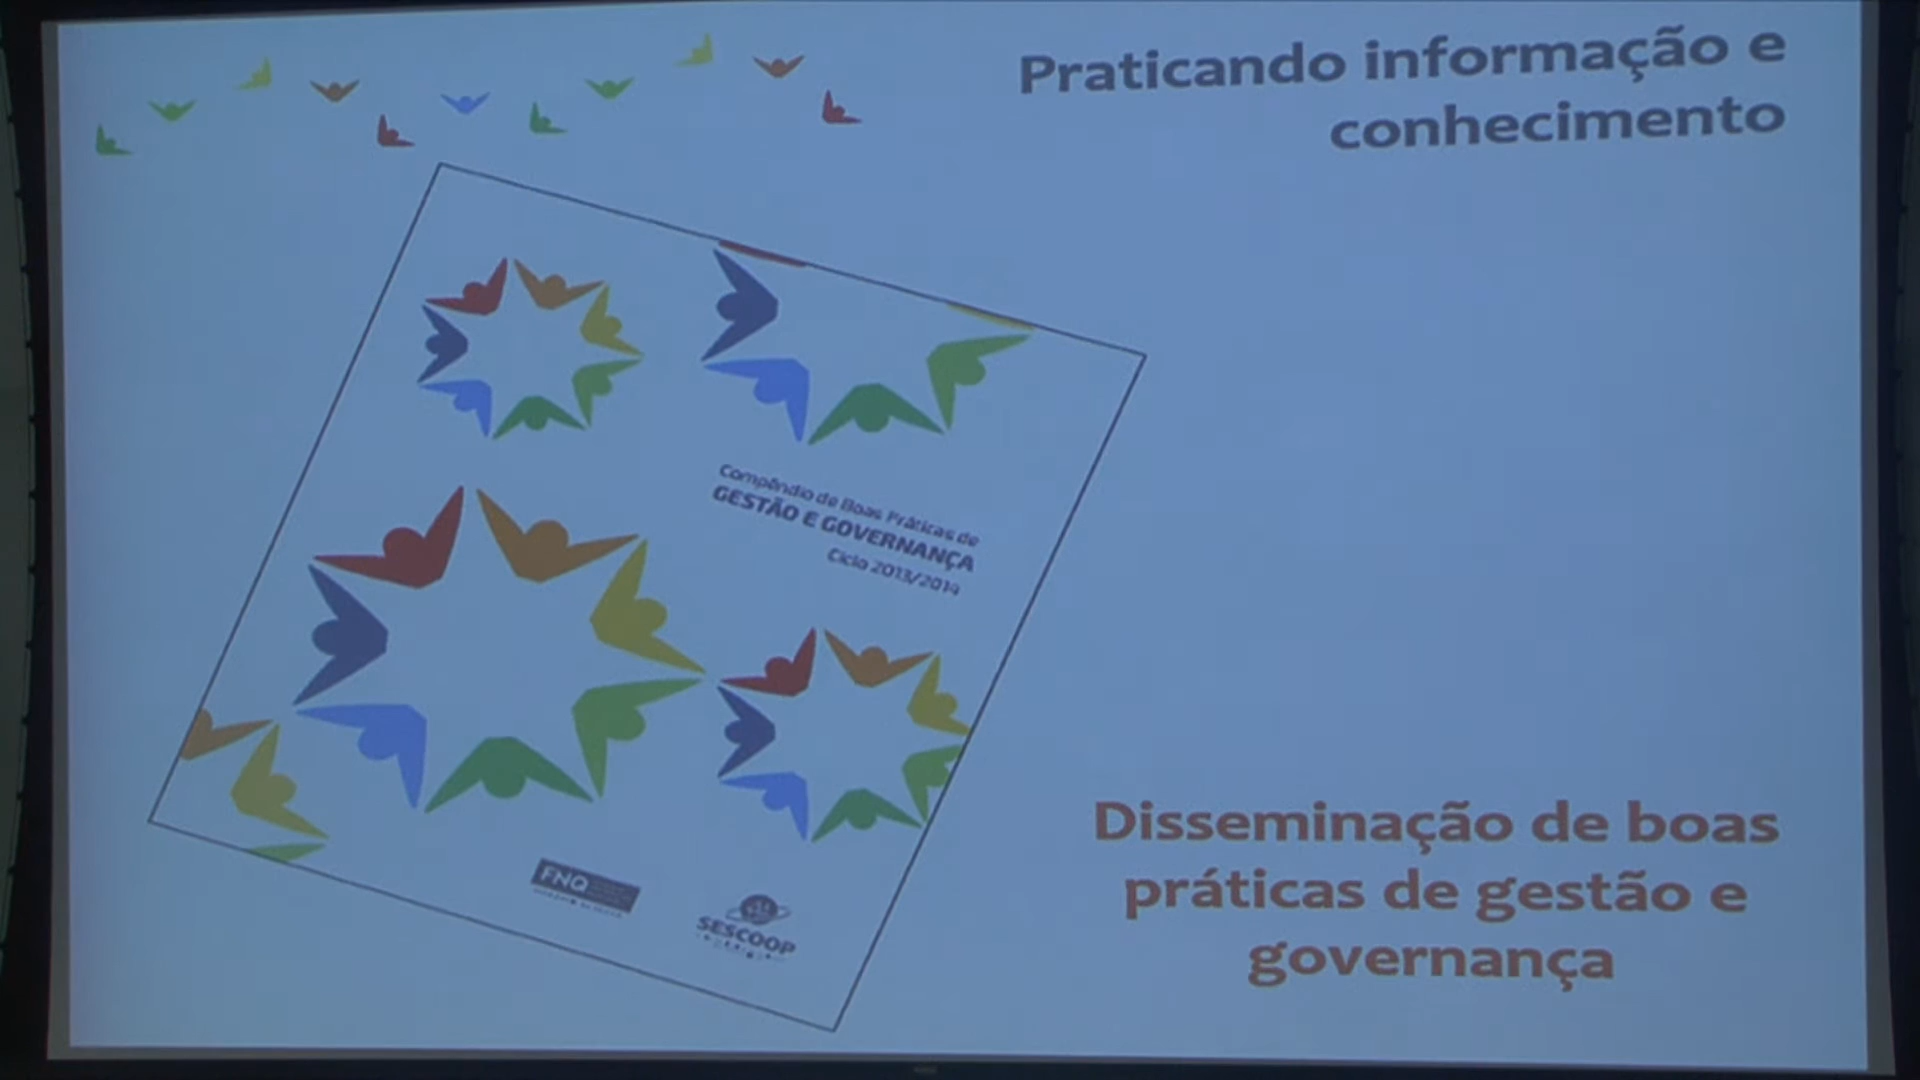 Praticando informação e
conhecimento
Compêndio de Boas Práticas de
GESTÃO E GOVERNANÇA
Ciclo 2013/2014
FNQ
SESCOOP
Disseminação de boas
práticas de gestão e
governança